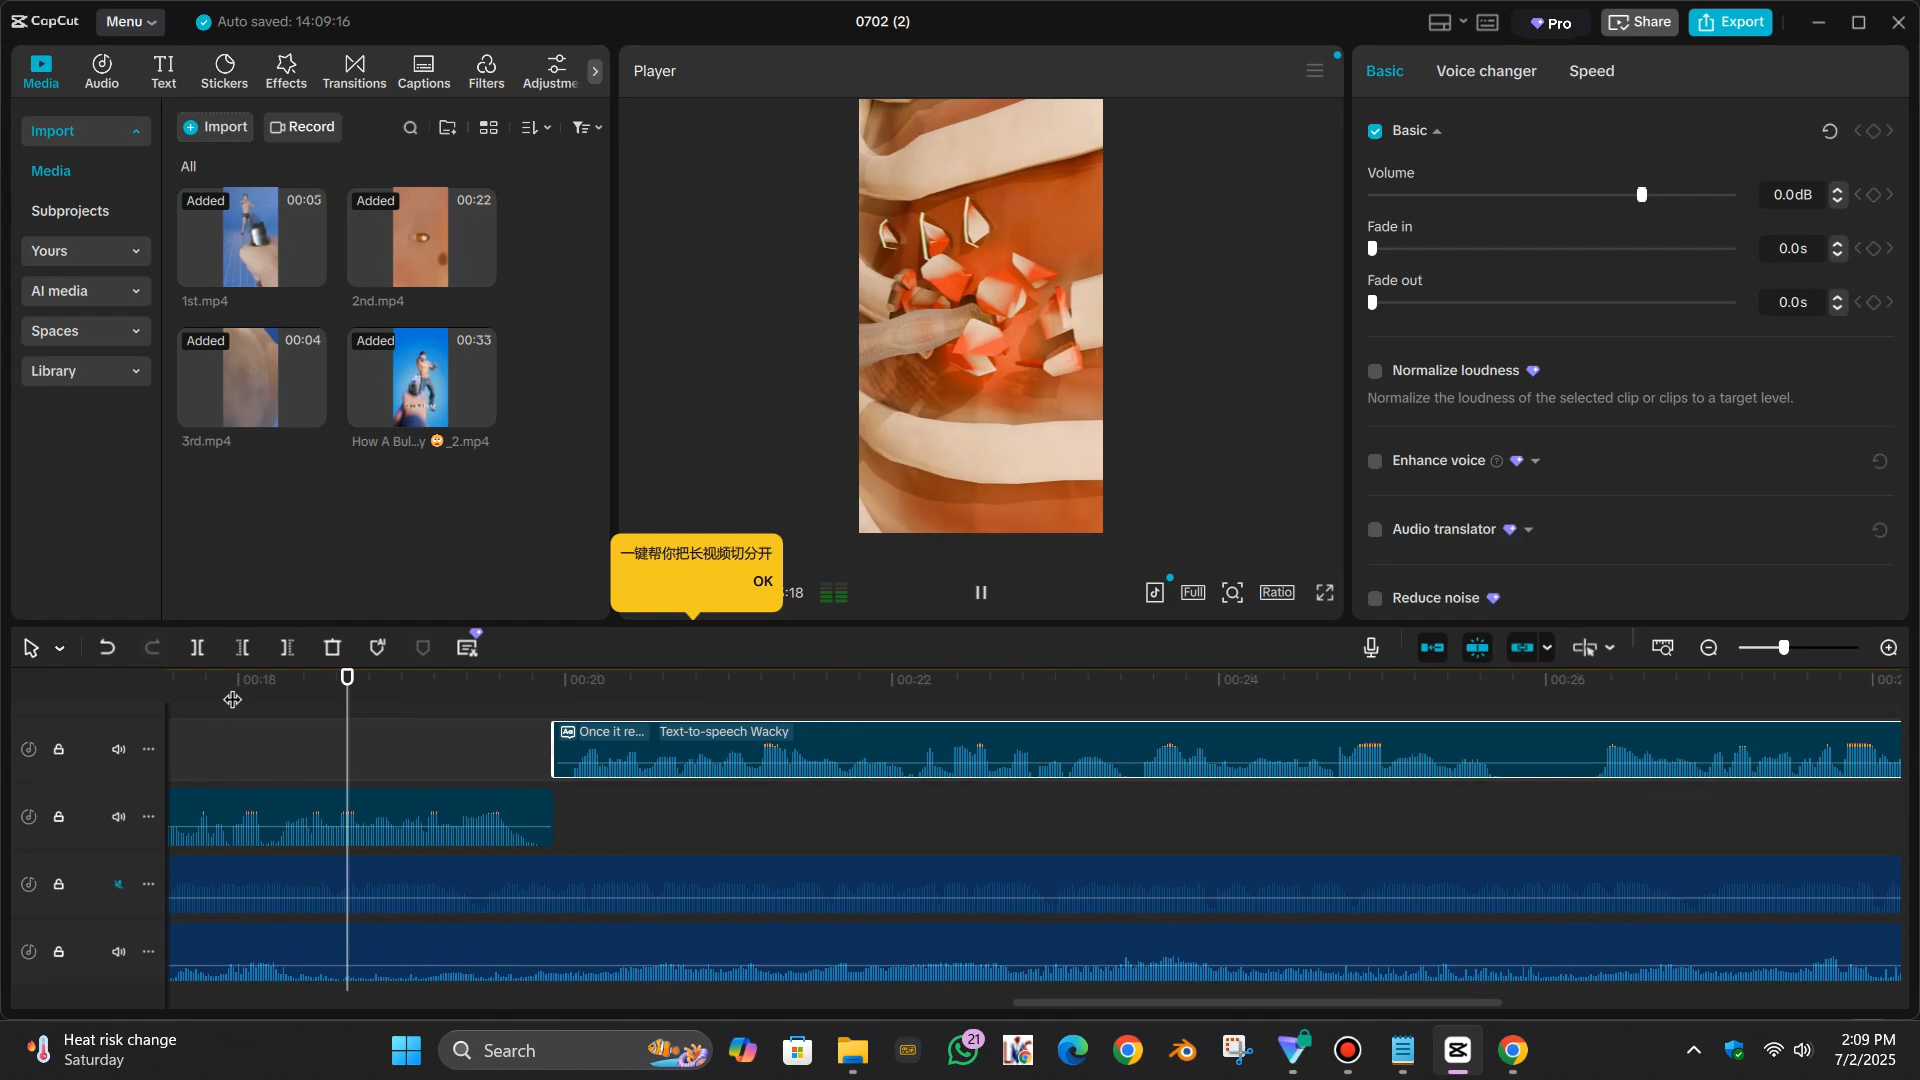 CapCut
Menu
Auto saved: 14:09:16
0702 (2)
Pro
Share
Export
Media
Audio
Text
Stickers
Effects
Transitions
Captions
Filters
Adjustme
Player
Basic
Voice changer
Speed
Import
Media
Subprojects
Yours
AI media
Spaces
Library
Import
Record
All
Added
00:05
Added
00:22
1st.mp4
2nd.mp4
Added
00:04
Added
00:33
3rd.mp4
How A Bul...y 😳_2.mp4
Basic
Volume
0.0dB
Fade in
0.0s
Fade out
0.0s
Normalize loudness
Normalize the loudness of the selected clip or clips to a target level.
Enhance voice
Audio translator
Reduce noise
一键帮你把长视频切分开
OK
:18
Full
Ratio
00:18
00:20
00:22
00:24
00:26
Once it re...
Text-to-speech Wacky
Heat risk change
Saturday
Search
21
2:09 PM
7/2/2025